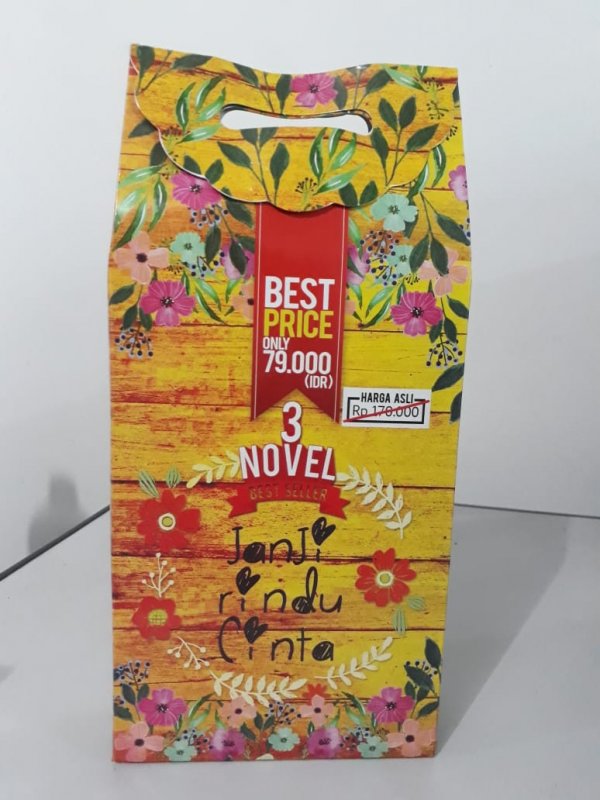 BEST
PRICE
ONLY
79.000
(IDR)
HARGA ASLI
Rp 170.000
3
NOVEL
BEST SELLER
JanJi
rindu
Cinta